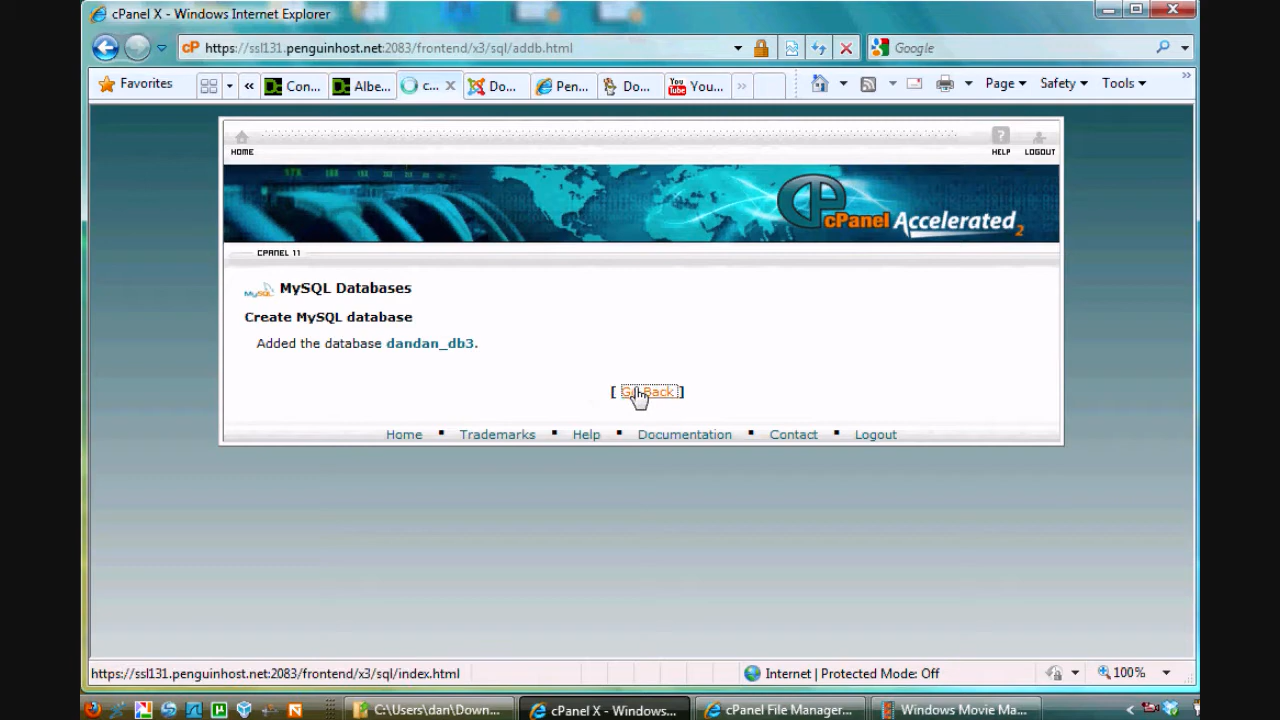 cPanel X - Windows Internet Explorer
https://ssl131.penguinhost.net:2083/frontend/x3/sql/addb.html
Google
Favorites
Con...
Albe...
c...
Do...
Pen...
Do...
You...
Page
Safety
Tools
HOME
HELP
LOGOUT
cPanel Accelerated2
CPANEL 11
MySQL Databases
Create MySQL database
Added the database dandan_db3.
[ Go Back ]
Home
Trademarks
Help
Documentation
Contact
Logout
https://ssl131.penguinhost.net:2083/frontend/x3/sql/index.html
Internet | Protected Mode: Off
100%
C:\Users\dan\Down...
cPanel X - Windows...
cPanel File Manager...
Windows Movie Ma...